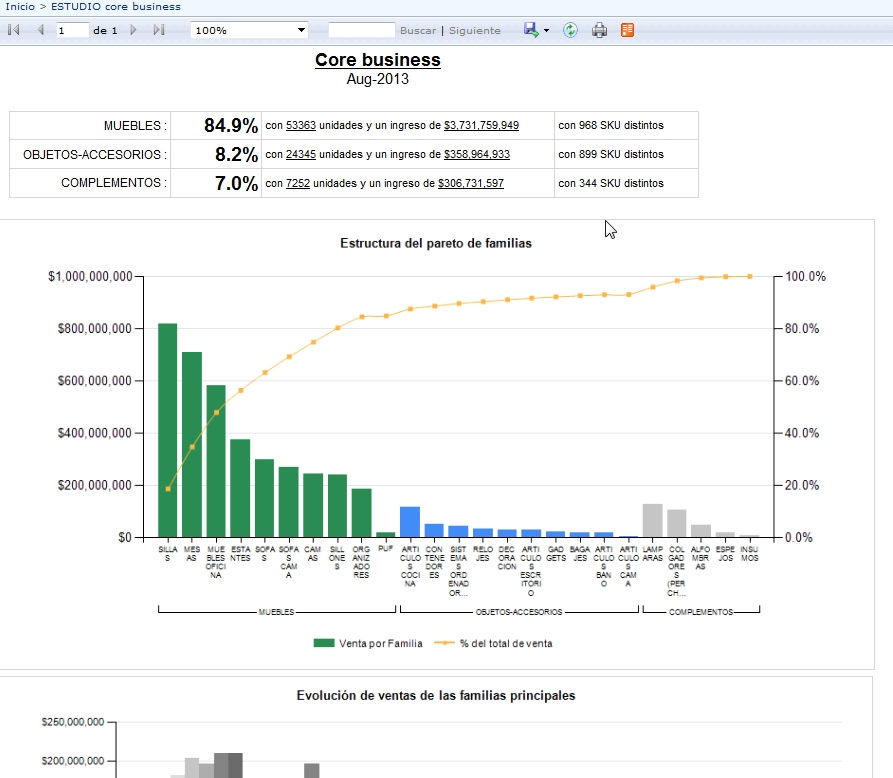 Inicio > ESTUDIO core business
1 de 1 100% Buscar | Siguiente
Core business
Aug-2013
MUEBLES : 84.9% con 53363 unidades y un ingreso de $3,731,759,949 con 968 SKU distintos
OBJETOS-ACCESORIOS : 8.2% con 24345 unidades y un ingreso de $358,964,933 con 899 SKU distintos
COMPLEMENTOS : 7.0% con 7252 unidades y un ingreso de $306,731,597 con 344 SKU distintos
Estructura del pareto de familias
$1,000,000,000 100.0%
$800,000,000 80.0%
$600,000,000 60.0%
$400,000,000 40.0%
$200,000,000 20.0%
$0 0.0%
SILLAS
MESAS
MUEBLES OFICINA
ESTANTES
SOFAS
SOFAS CAMA
CAMAS
SILLONES
ORGANIZADORES
PUF
ARTICULOS COCINA
CONTENEDORES
SISTEMAS ORDENADOR...
RELOJES
DECORACION
ARTICULOS ESCRITORIO
GADGETS
BAGAJES
ARTICULOS BANO
ARTICULOS CAMA
LAMPARAS
COLGADORES (PERCH...
ALFOMBRAS
ESPEJOS
INSUMOS
MUEBLES OBJETOS-ACCESORIOS COMPLEMENTOS
Venta por Familia % del total de venta
Evolución de ventas de las familias principales
$250,000,000
$200,000,000